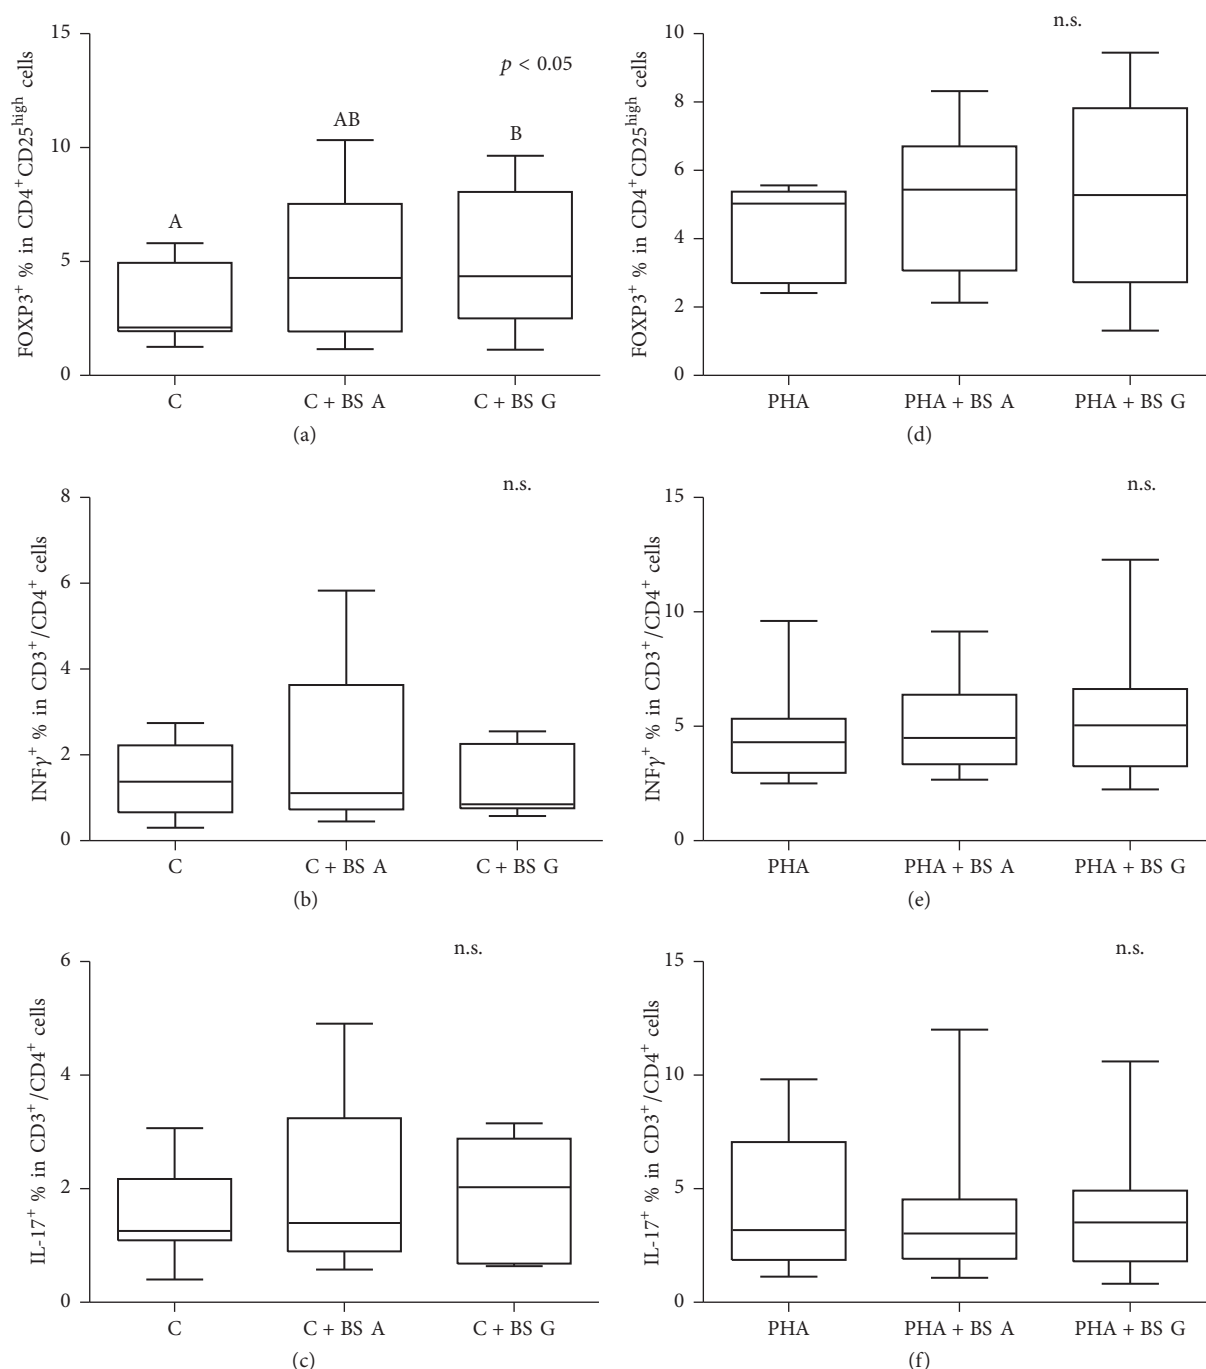 FOXP3⁺ % in CD4⁺CD25ʰⁱᵍʰ cells
15
10
5
0
p < 0.05
A
AB
B
C
C + BS A
C + BS G
(a)
FOXP3⁺ % in CD4⁺CD25ʰⁱᵍʰ cells
10
8
6
4
2
0
n.s.
PHA
PHA + BS A
PHA + BS G
(d)
INFγ⁺ % in CD3⁺/CD4⁺ cells
8
6
4
2
0
n.s.
C
C + BS A
C + BS G
(b)
INFγ⁺ % in CD3⁺/CD4⁺ cells
15
10
5
0
n.s.
PHA
PHA + BS A
PHA + BS G
(e)
IL-17⁺ % in CD3⁺/CD4⁺ cells
6
4
2
0
n.s.
C
C + BS A
C + BS G
(c)
IL-17⁺ % in CD3⁺/CD4⁺ cells
15
10
5
0
n.s.
PHA
PHA + BS A
PHA + BS G
(f)